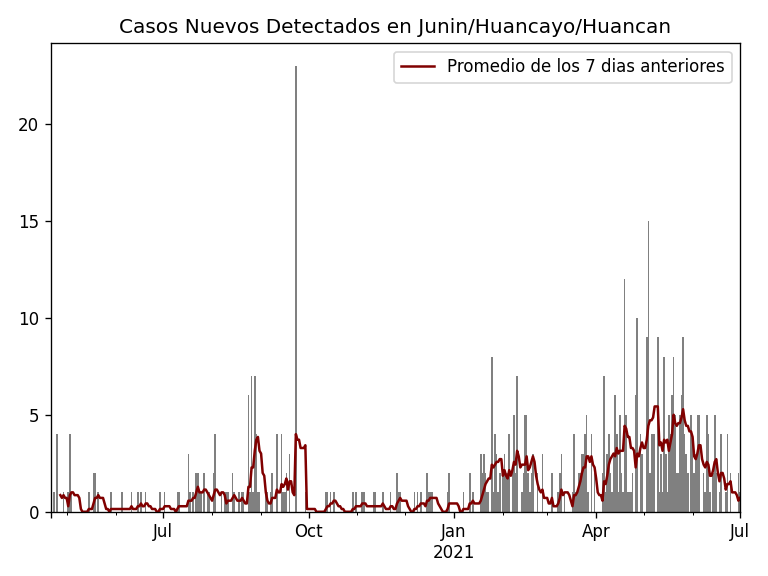 Casos Nuevos Detectados en Junin/Huancayo/Huancan
Promedio de los 7 dias anteriores
20
15
10
5
0
Jul Oct Jan Apr Jul
2021